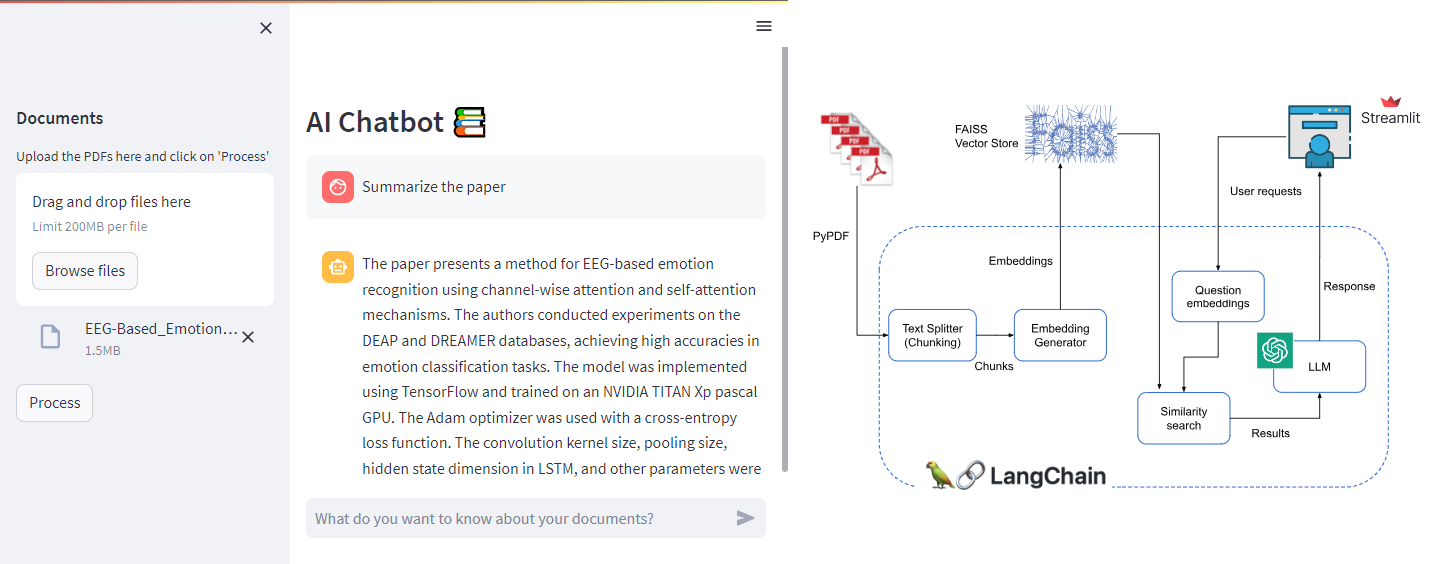 Documents
Upload the PDFs here and click on 'Process'
Drag and drop files here
Limit 200MB per file
Browse files
EEG-Based_Emotion...
1.5MB
Process
AI Chatbot
Summarize the paper
The paper presents a method for EEG-based emotion
recognition using channel-wise attention and self-attention
mechanisms. The authors conducted experiments on the
DEAP and DREAMER databases, achieving high accuracies in
emotion classification tasks. The model was implemented
using TensorFlow and trained on an NVIDIA TITAN Xp pascal
GPU. The Adam optimizer was used with a cross-entropy
loss function. The convolution kernel size, pooling size,
hidden state dimension in LSTM, and other parameters were
What do you want to know about your documents?
PDF
PDF
PDF
PDF
PyPDF
FAISS
Vector Store
Faiss
Streamlit
User requests
Embeddings
Question
embeddings
Response
Text Splitter
(Chunking)
Chunks
Embedding
Generator
LLM
Similarity
search
Results
LangChain